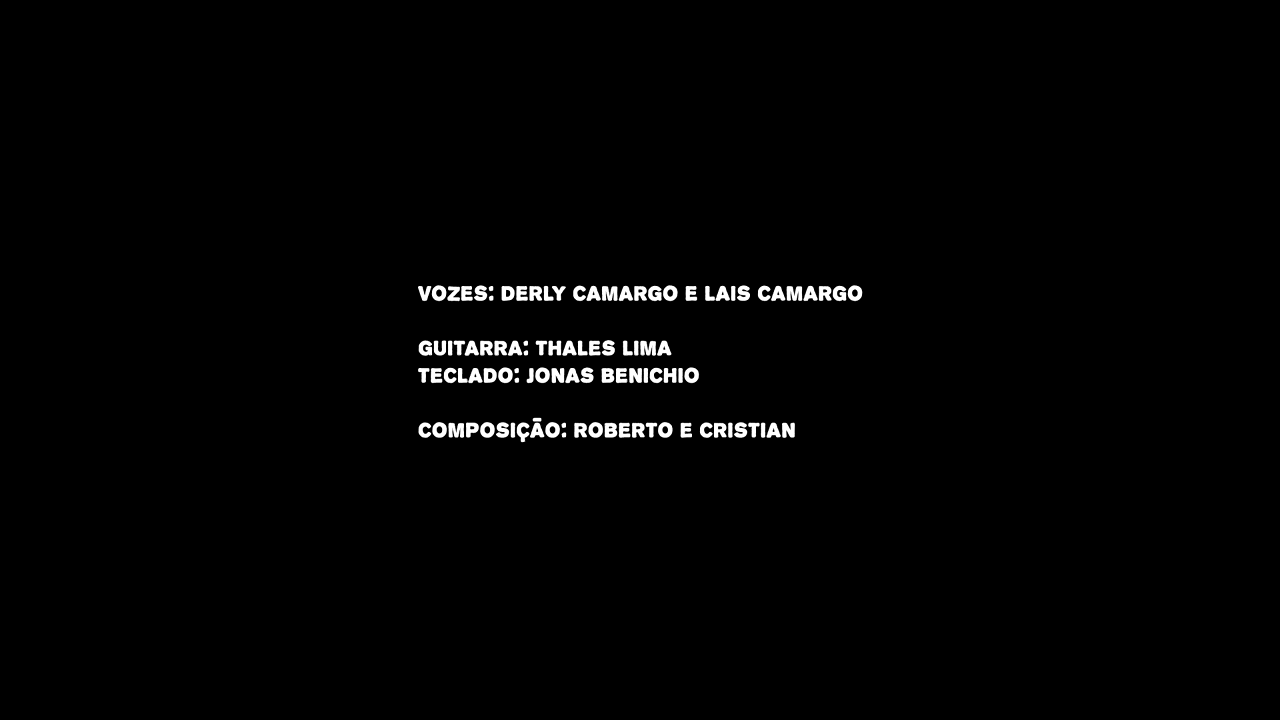 VOZES: DERLY CAMARGO E LAIS CAMARGO
GUITARRA: THALES LIMA
TECLADO: JONAS BENICHIO
COMPOSIÇÃO: ROBERTO E CRISTIAN